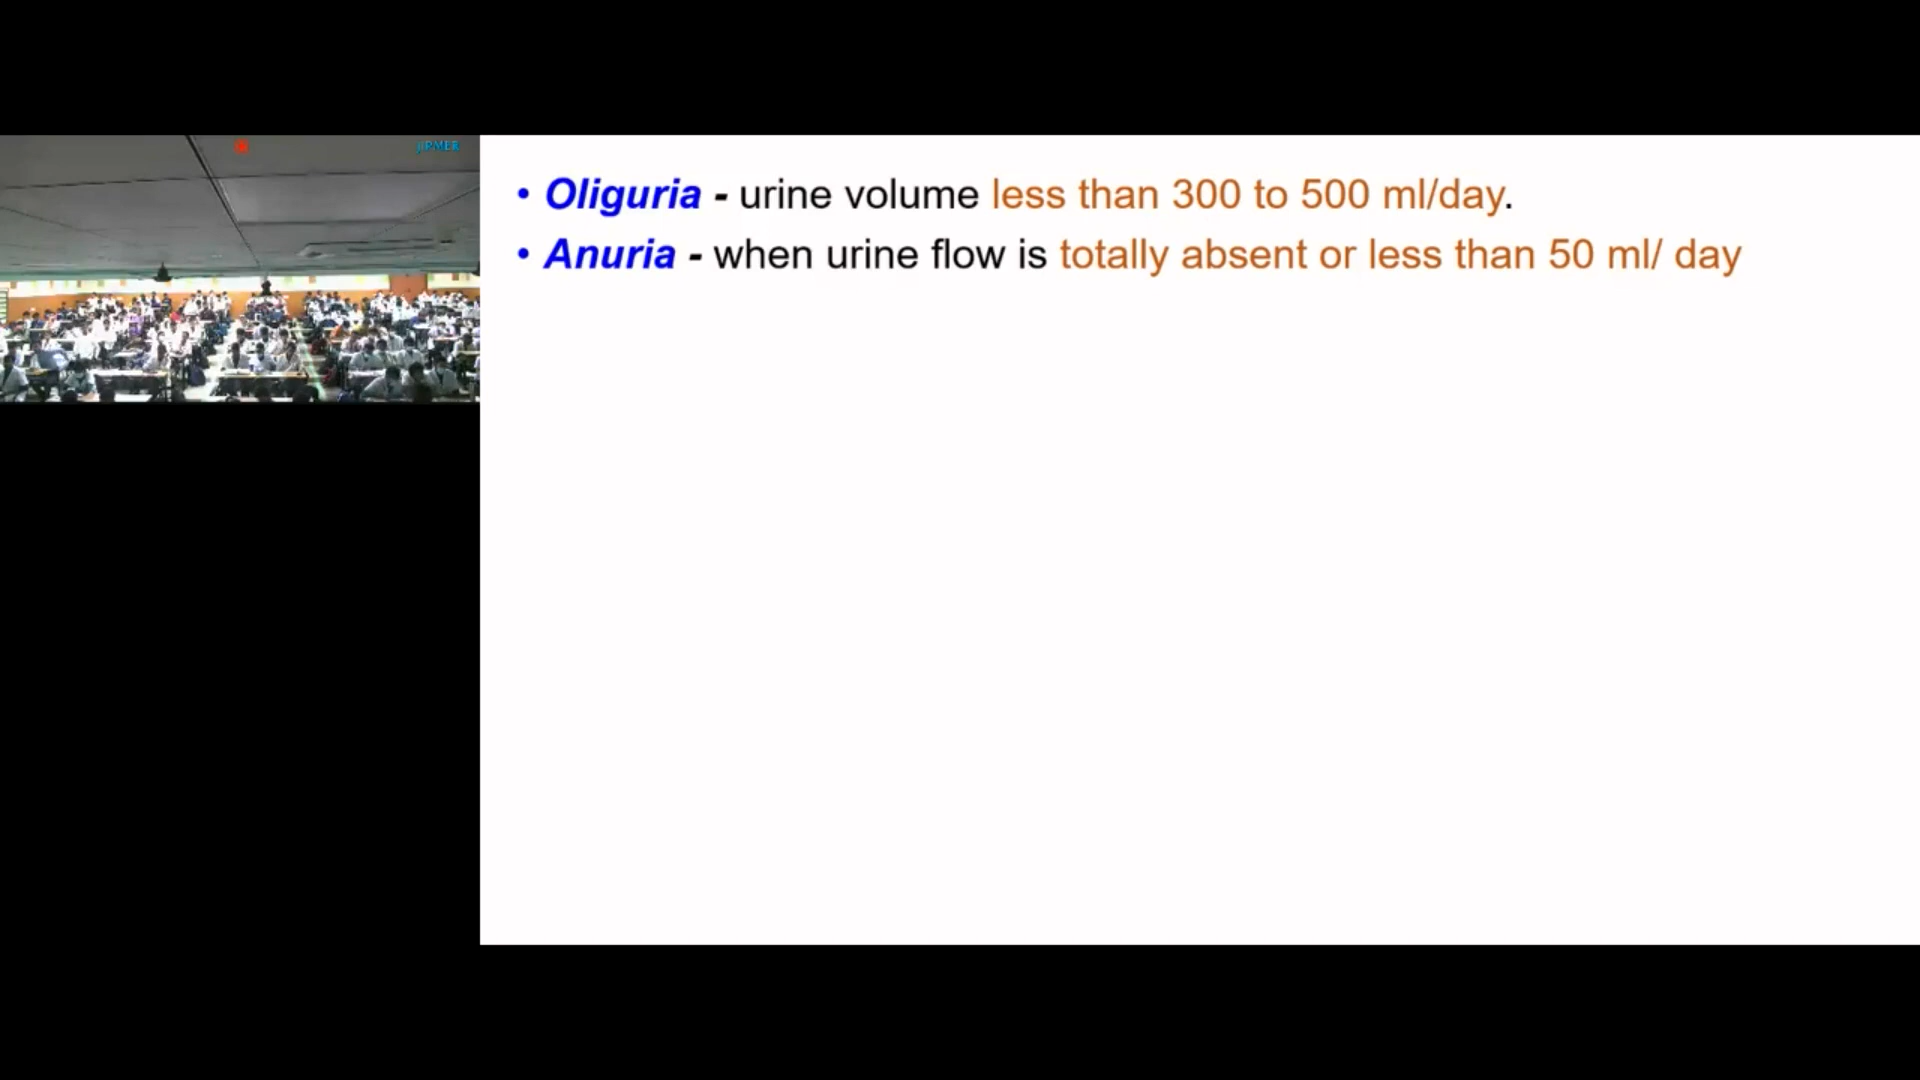 JIPMER
• Oliguria - urine volume less than 300 to 500 ml/day.
• Anuria - when urine flow is totally absent or less than 50 ml/ day